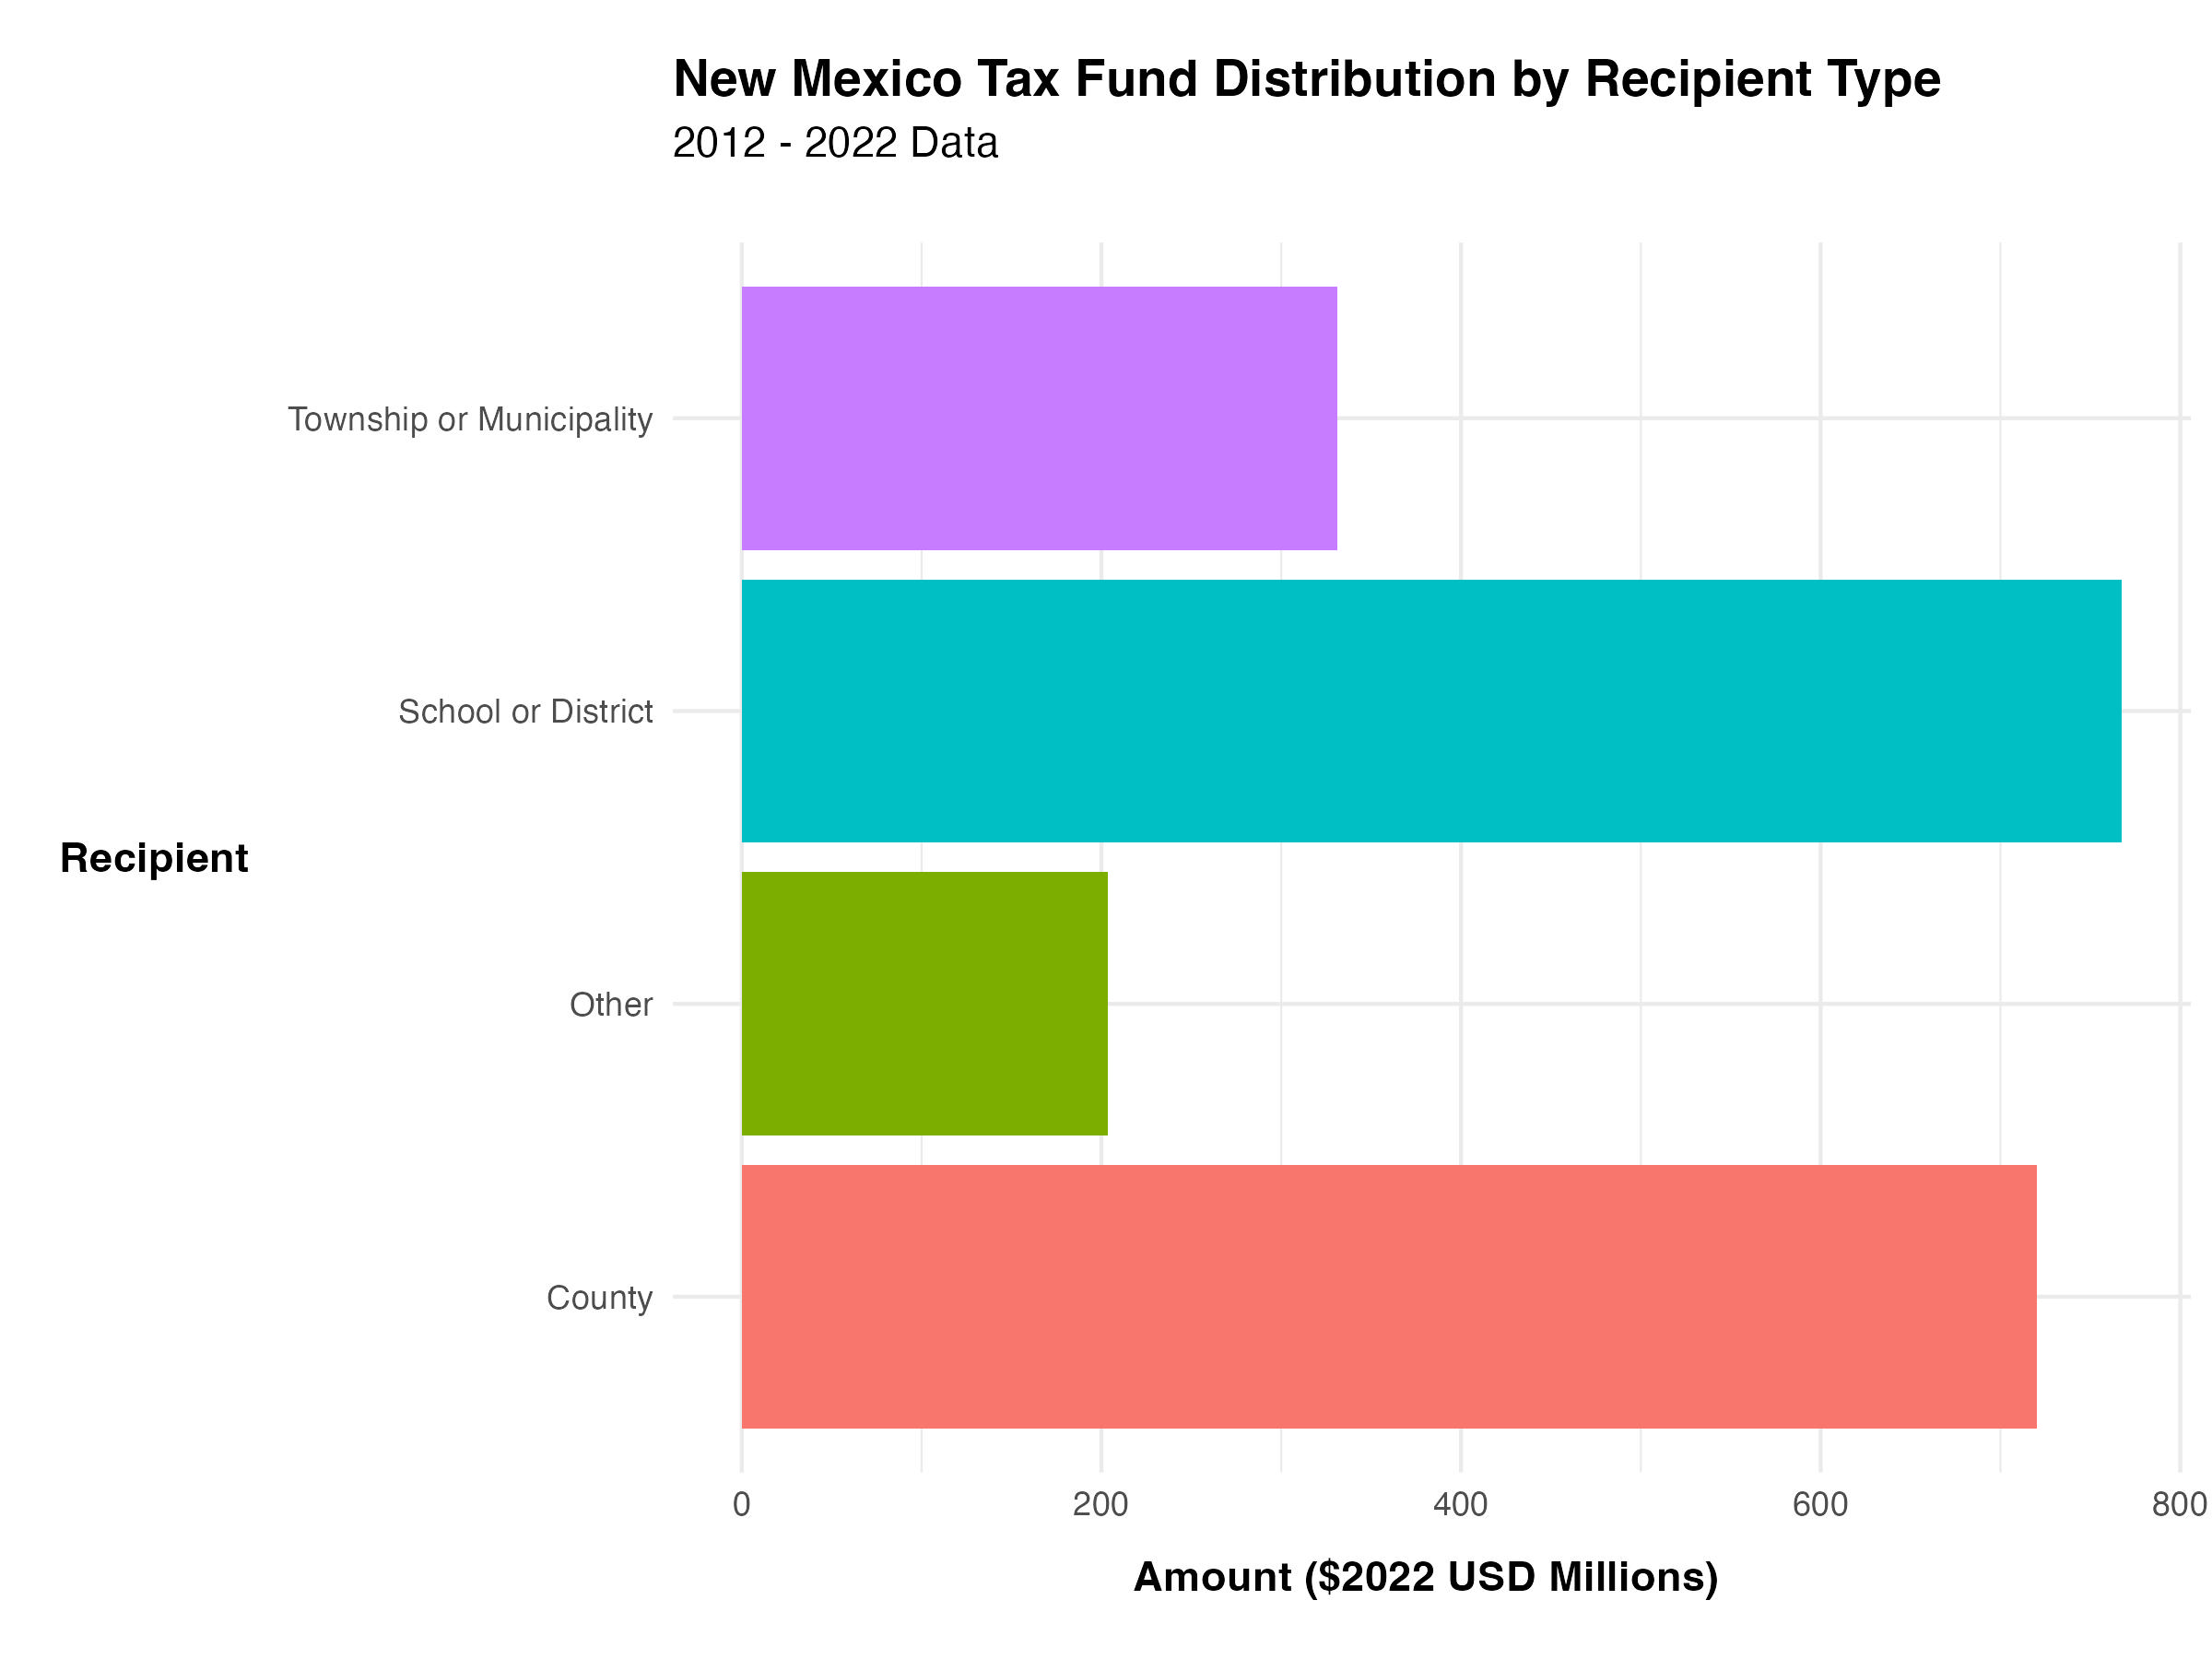 New Mexico Tax Fund Distribution by Recipient Type
2012 - 2022 Data
Township or Municipality
School or District
Recipient
Other
County
0 200 400 600 800
Amount ($2022 USD Millions)